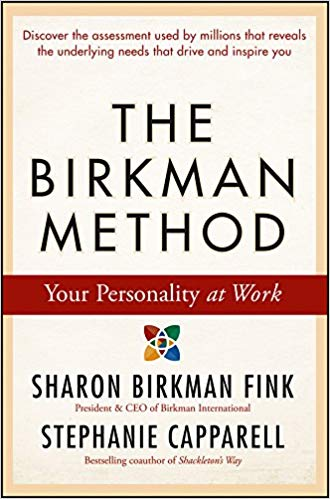 Discover the assessment used by millions that reveals
the underlying needs that drive and inspire you
THE
BIRKMAN
METHOD
Your Personality at Work
SHARON BIRKMAN FINK
President & CEO of Birkman International
STEPHANIE CAPPARELL
Bestselling coauthor of Shackleton's Way